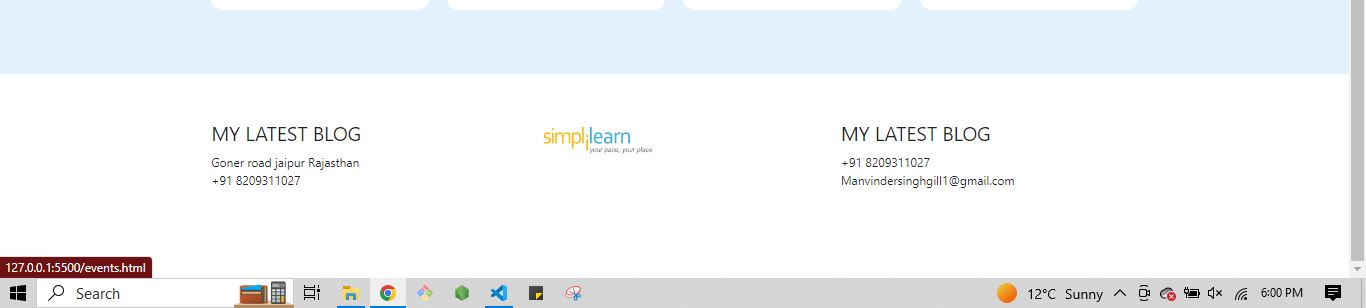 MY LATEST BLOG
Goner road jaipur Rajasthan
+91 8209311027
simplilearn
your pace, your place
MY LATEST BLOG
+91 8209311027
Manvindersinghgill1@gmail.com
127.0.0.1:5500/events.html
Search
12°C Sunny
6:00 PM